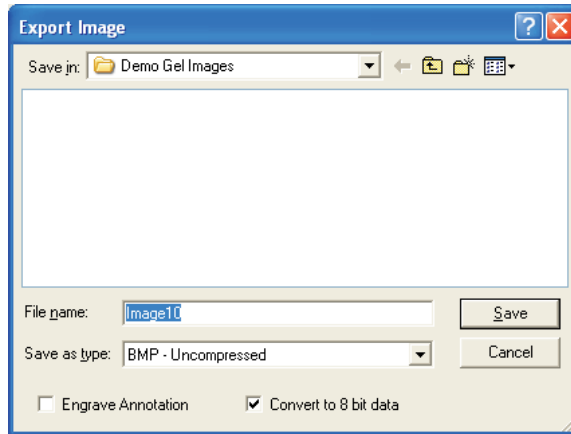 Export Image
Save in: Demo Gel Images
File name: Image10 Save
Save as type: BMP - Uncompressed Cancel
Engrave Annotation Convert to 8 bit data